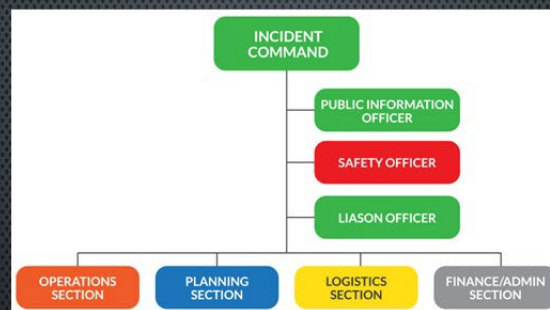 INCIDENT
COMMAND
PUBLIC INFORMATION
OFFICER
SAFETY OFFICER
LIASON OFFICER
OPERATIONS
SECTION
PLANNING
SECTION
LOGISTICS
SECTION
FINANCE/ADMIN
SECTION